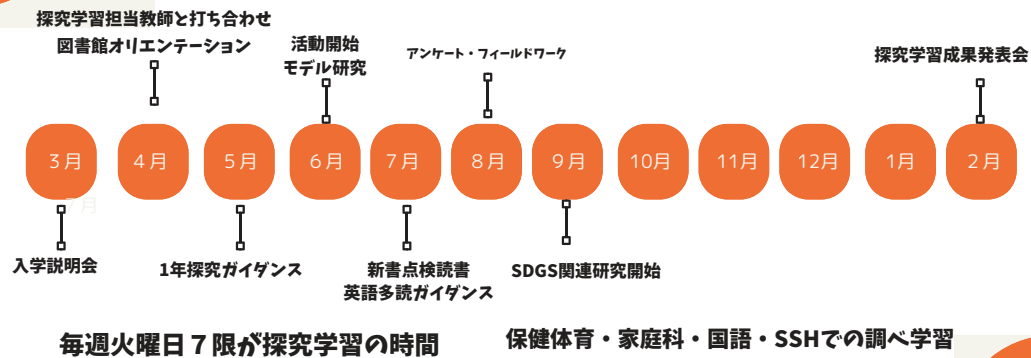 探究学習担当教師と打ち合わせ
図書館オリエンテーション
活動開始
モデル研究
アンケート・フィールドワーク
探究学習成果発表会
3月
4月
5月
6月
7月
8月
9月
10月
11月
12月
1月
2月
7月
入学説明会
1年探究ガイダンス
新書点検読書
英語多読ガイダンス
SDGS関連研究開始
毎週火曜日7限が探究学習の時間
保健体育・家庭科・国語・SSHでの調べ学習